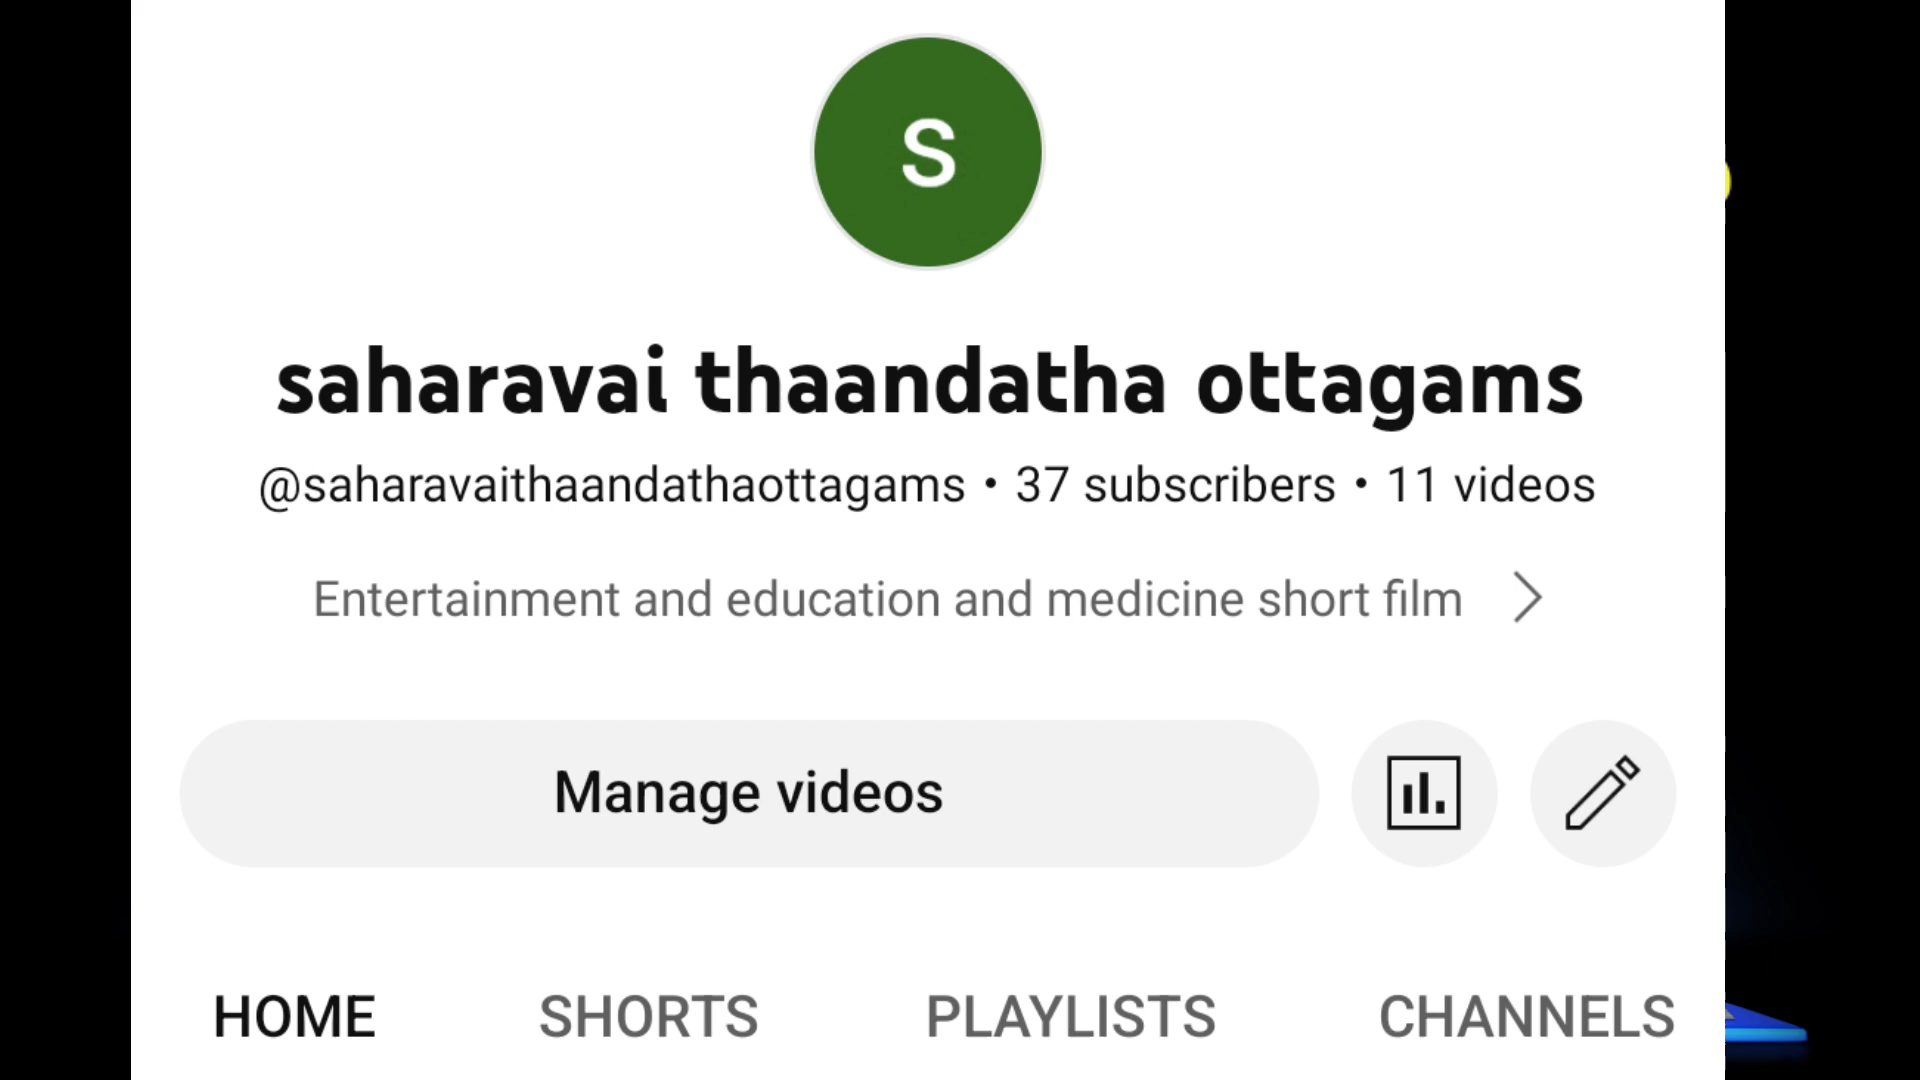 S
saharavai thaandatha ottagams
@saharavaithaandathaottagams • 37 subscribers • 11 videos
Entertainment and education and medicine short film
Manage videos
HOME SHORTS PLAYLISTS CHANNELS